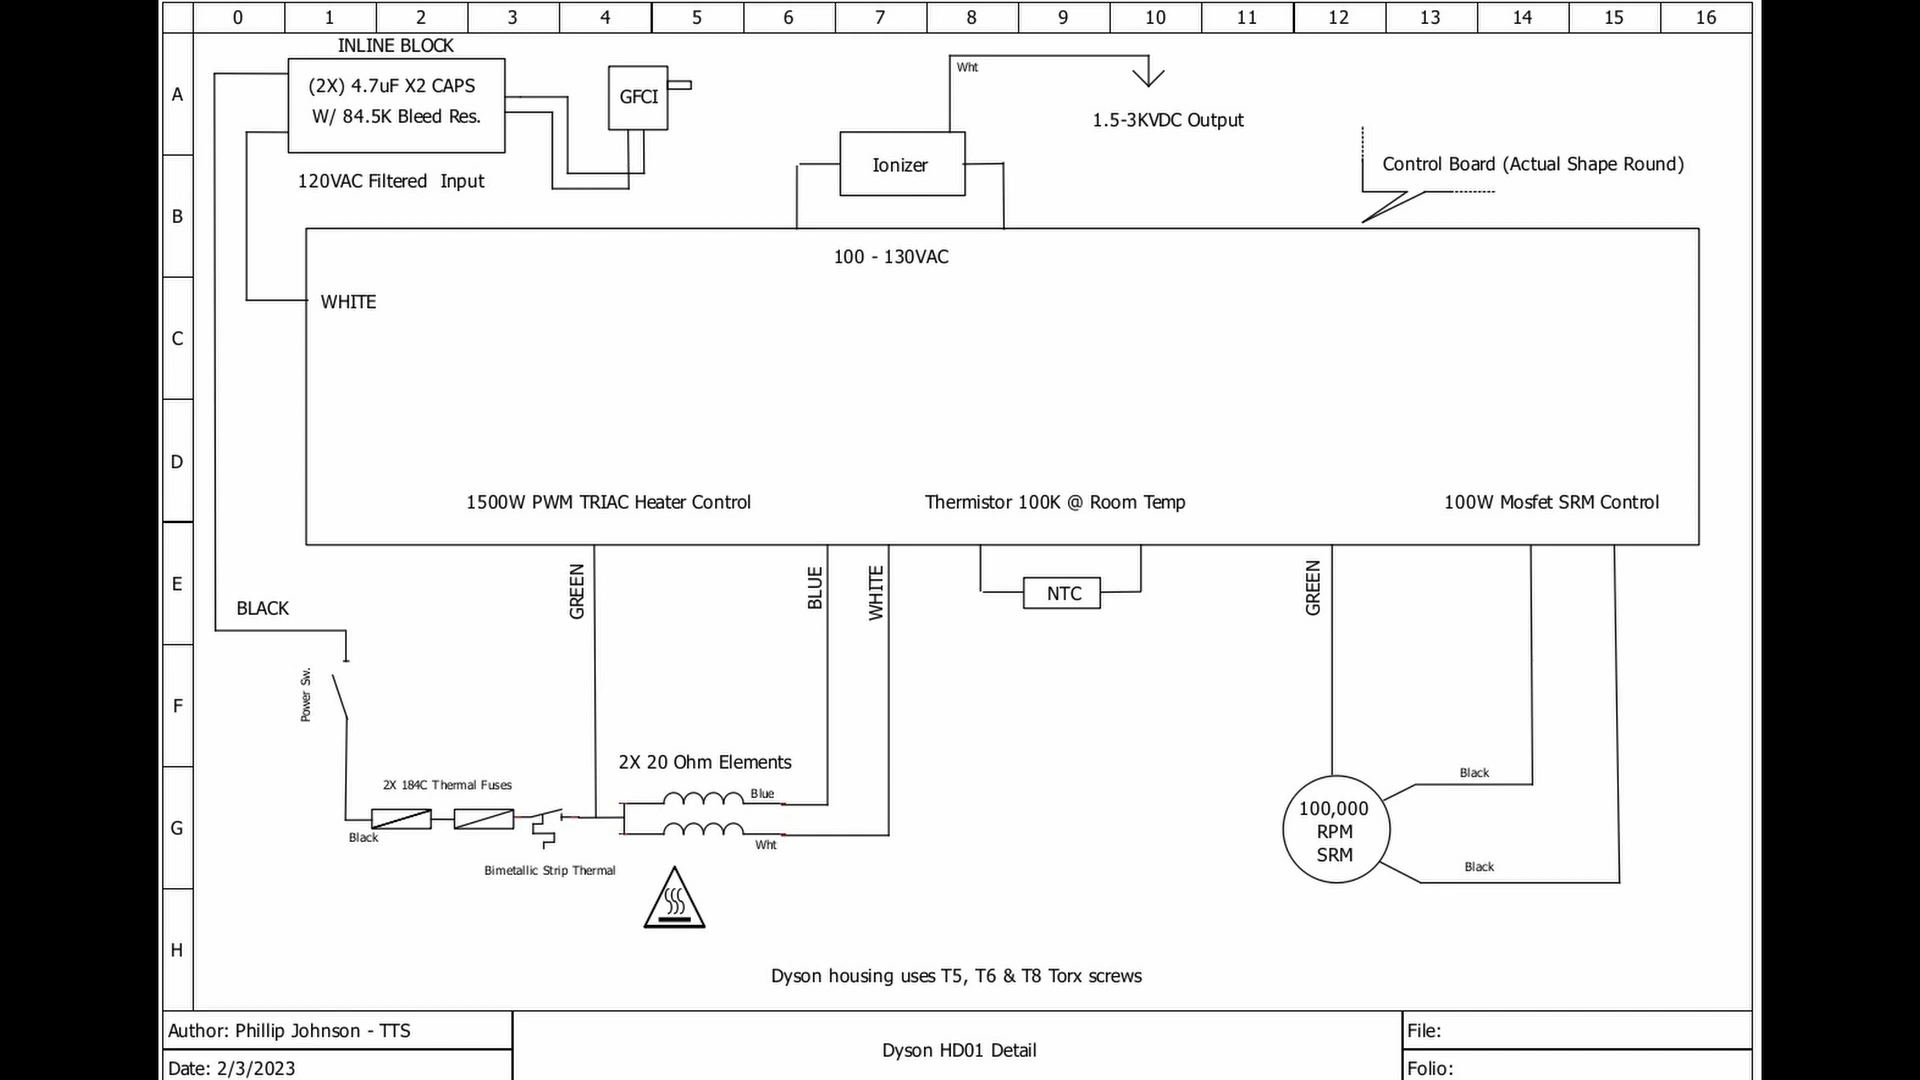 0 1 2 3 4 5 6 7 8 9 10 11 12 13 14 15 16
A
B
C
D
E
F
G
H
INLINE BLOCK
(2X) 4.7uF X2 CAPS
W/ 84.5K Bleed Res.
120VAC Filtered Input
GFCI
Wht
1.5-3KVDC Output
Ionizer
Control Board (Actual Shape Round)
100 - 130VAC
WHITE
1500W PWM TRIAC Heater Control
Thermistor 100K @ Room Temp
100W Mosfet SRM Control
GREEN
BLUE
WHITE
NTC
GREEN
BLACK
Power Sw.
2X 184C Thermal Fuses
Black
Bimetallic Strip Thermal
2X 20 Ohm Elements
Blue
Wht
100,000
RPM
SRM
Black
Black
Dyson housing uses T5, T6 & T8 Torx screws
Author: Phillip Johnson - TTS
Date: 2/3/2023
Dyson HD01 Detail
File:
Folio: